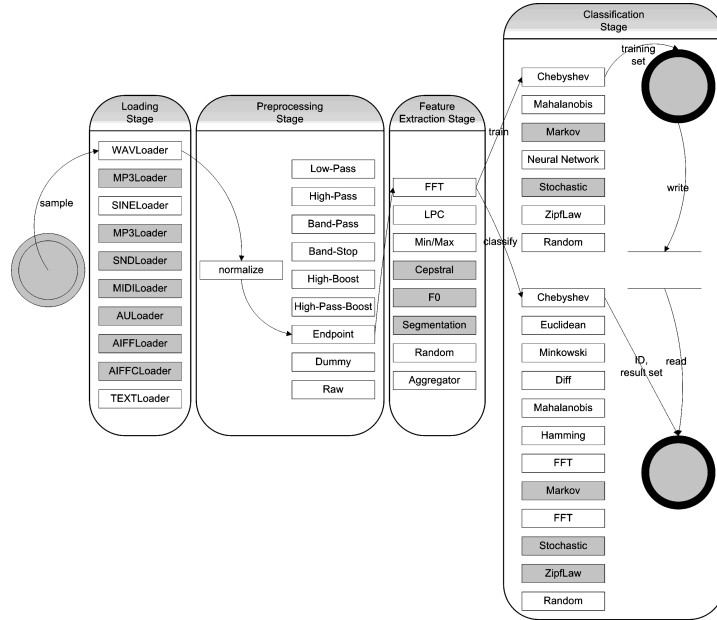 Classification
Stage
training
set
Chebyshev
Mahalanobis
Markov
Neural Network
Stochastic
ZipfLaw
Random
train
write
classify
Loading
Stage
WAVLoader
MP3Loader
SINELoader
MP3Loader
SNDLoader
MIDILoader
AULoader
AIFFLoader
AIFFCLoader
TEXTLoader
sample
Preprocessing
Stage
normalize
Low-Pass
High-Pass
Band-Pass
Band-Stop
High-Boost
High-Pass-Boost
Endpoint
Dummy
Raw
Feature
Extraction Stage
FFT
LPC
Min/Max
Cepstral
F0
Segmentation
Random
Aggregator
Chebyshev
Euclidean
Minkowski
Diff
Mahalanobis
Hamming
FFT
Markov
FFT
Stochastic
ZipfLaw
Random
ID,
result set
read